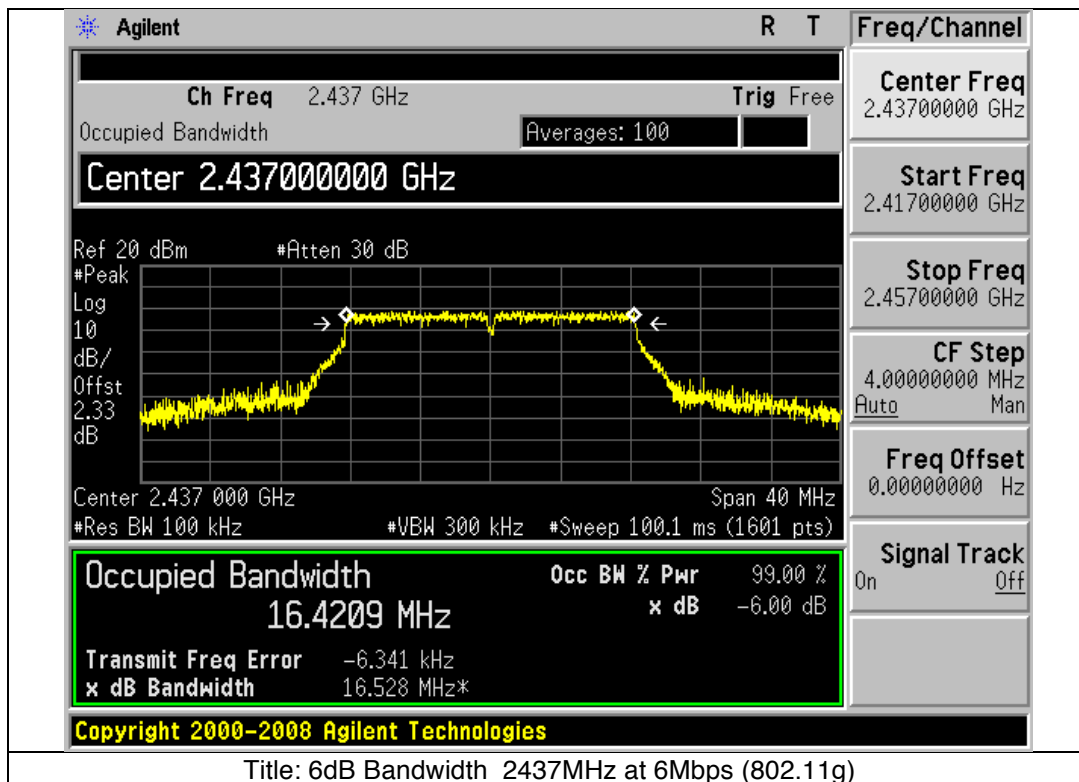 Agilent R T Freq/Channel
Ch Freq 2.437 GHz Trig Free
Occupied Bandwidth Averages: 100
Center 2.437000000 GHz
Ref 20 dBm #Atten 30 dB
#Peak
Log
10
dB/
Offst
2.33
dB
Center 2.437 000 GHz Span 40 MHz
#Res BW 100 kHz #VBW 300 kHz #Sweep 100.1 ms (1601 pts)
Occupied Bandwidth Occ BW % Pwr 99.00 %
16.4209 MHz x dB -6.00 dB
Transmit Freq Error -6.341 kHz
x dB Bandwidth 16.528 MHz*
Center Freq
2.43700000 GHz
Start Freq
2.41700000 GHz
Stop Freq
2.45700000 GHz
CF Step
4.00000000 MHz
Auto Man
Freq Offset
0.00000000 Hz
Signal Track
On Off
Copyright 2000-2008 Agilent Technologies
Title: 6dB Bandwidth 2437MHz at 6Mbps (802.11g)